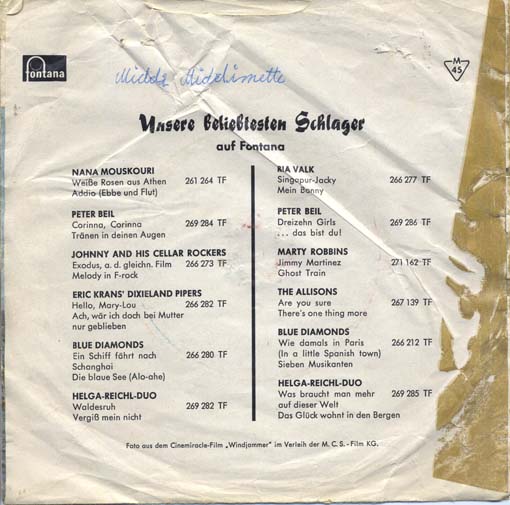 fontana
M
45
Unsere beliebtesten Schlager
auf Fontana
NANA MOUSKOURI
Weiße Rosen aus Athen 261 264 TF
Addio (Ebbe und Flut)
PETER BEIL
Corinna, Corinna 269 284 TF
Tränen in deinen Augen
JOHNNY AND HIS CELLAR ROCKERS
Exodus, a. d. gleichn. Film 266 273 TF
Melody in F-rock
ERIC KRANS' DIXIELAND PIPERS
Hello, Mary-Lou 266 282 TF
Ach, wär ich doch bei Mutter
nur geblieben
BLUE DIAMONDS
Ein Schiff fährt nach 266 280 TF
Schanghai
Die blaue See (Alo-ahe)
HELGA-REICHL-DUO
Waldesruh 269 282 TF
Vergiß mein nicht
RIA VALK
Singapur-Jacky 266 277 TF
Mein Bonny
PETER BEIL
Dreizehn Girls 269 286 TF
. . . das bist du!
MARTY ROBBINS
Jimmy Martinez 271 162 TF
Ghost Train
THE ALLISONS
Are you sure 267 139 TF
There's one thing more
BLUE DIAMONDS
Wie damals in Paris 266 212 TF
(In a little Spanish town)
Sieben Musikanten
HELGA-REICHL-DUO
Was braucht man mehr 269 285 TF
auf dieser Welt
Das Glück wohnt in den Bergen
Foto aus dem Cinemiracle-Film „Windjammer" im Verleih der M. C. S. - Film KG.